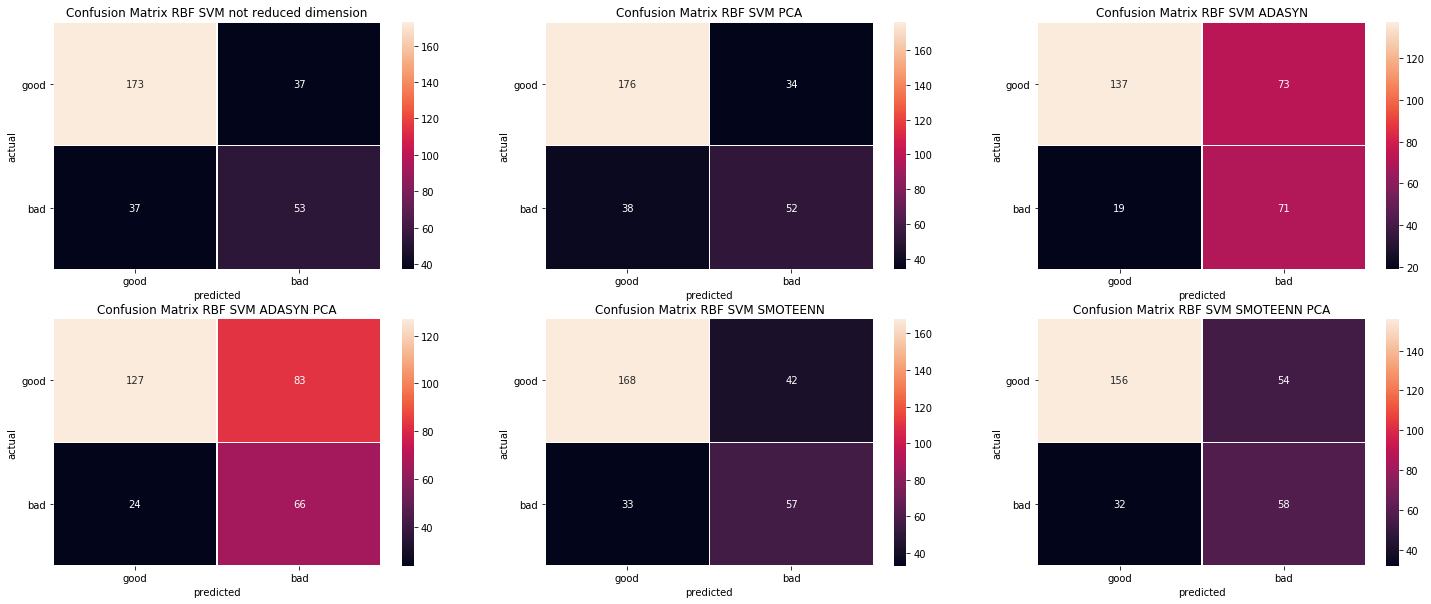 Confusion Matrix RBF SVM not reduced dimension
good
bad
actual
173
37
37
53
good
bad
predicted
160
140
120
100
80
60
40
Confusion Matrix RBF SVM PCA
good
bad
actual
176
34
38
52
good
bad
predicted
160
140
120
100
80
60
40
Confusion Matrix RBF SVM ADASYN
good
bad
actual
137
73
19
71
good
bad
predicted
120
100
80
60
40
20
Confusion Matrix RBF SVM ADASYN PCA
good
bad
actual
127
83
24
66
good
bad
predicted
120
100
80
60
40
Confusion Matrix RBF SVM SMOTEENN
good
bad
actual
168
42
33
57
good
bad
predicted
160
140
120
100
80
60
40
Confusion Matrix RBF SVM SMOTEENN PCA
good
bad
actual
156
54
32
58
good
bad
predicted
140
120
100
80
60
40